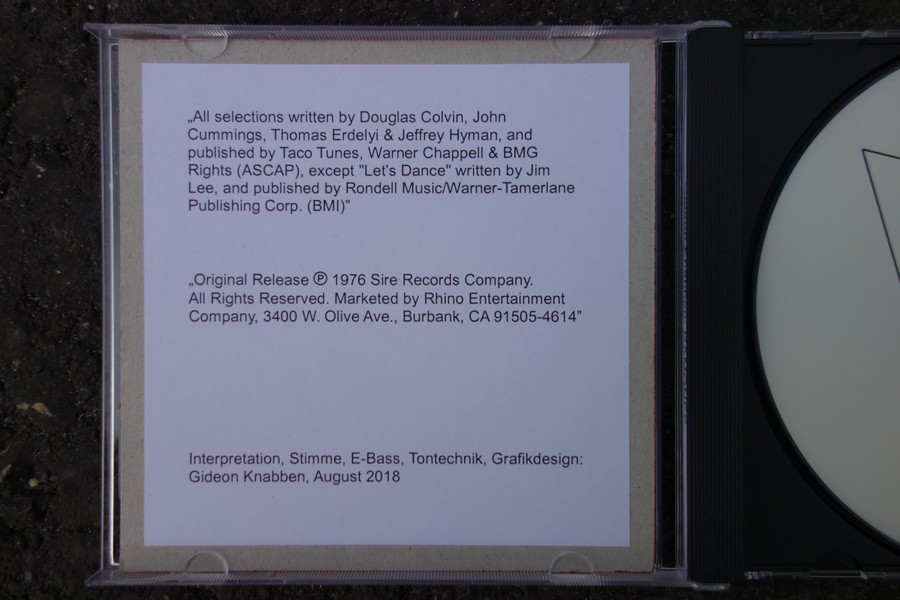 „All selections written by Douglas Colvin, John
Cummings, Thomas Erdelyi & Jeffrey Hyman, and
published by Taco Tunes, Warner Chappell & BMG
Rights (ASCAP), except "Let's Dance" written by Jim
Lee, and published by Rondell Music/Warner-Tamerlane
Publishing Corp. (BMI)”
„Original Release ℗ 1976 Sire Records Company.
All Rights Reserved. Marketed by Rhino Entertainment
Company, 3400 W. Olive Ave., Burbank, CA 91505-4614”
Interpretation, Stimme, E-Bass, Tontechnik, Grafikdesign:
Gideon Knabben, August 2018